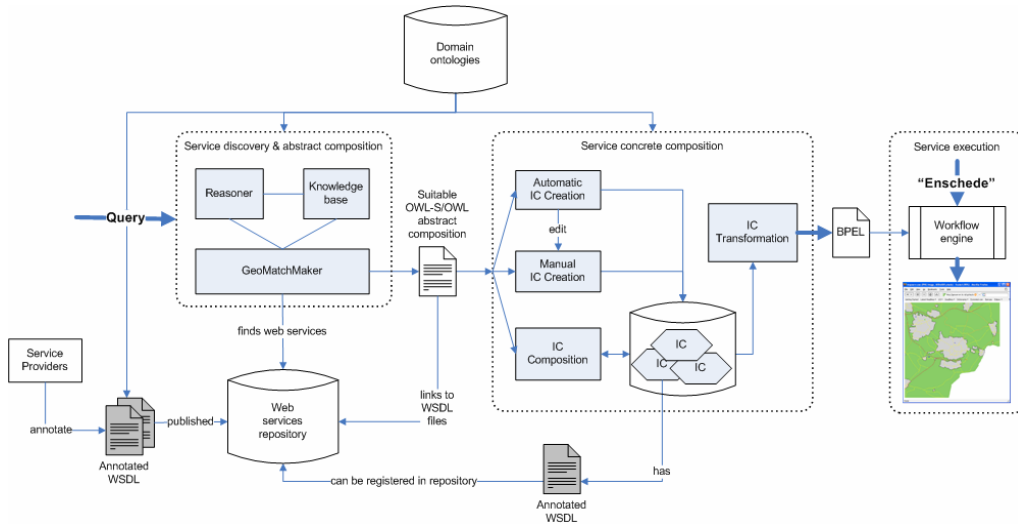 Domain
ontologies
Service discovery & abstract composition
Service concrete composition
Service execution
Reasoner
Knowledge
base
Query
GeoMatchMaker
Suitable
OWL-S/OWL
abstract
composition
Automatic
IC Creation
edit
Manual
IC Creation
IC
Composition
IC
IC
IC
IC
Transformation
BPEL
“Enschede”
Workflow
engine
finds web services
Service
Providers
annotate
Annotated
WSDL
published
Web
services
repository
links to
WSDL
files
has
can be registered in repository
Annotated
WSDL